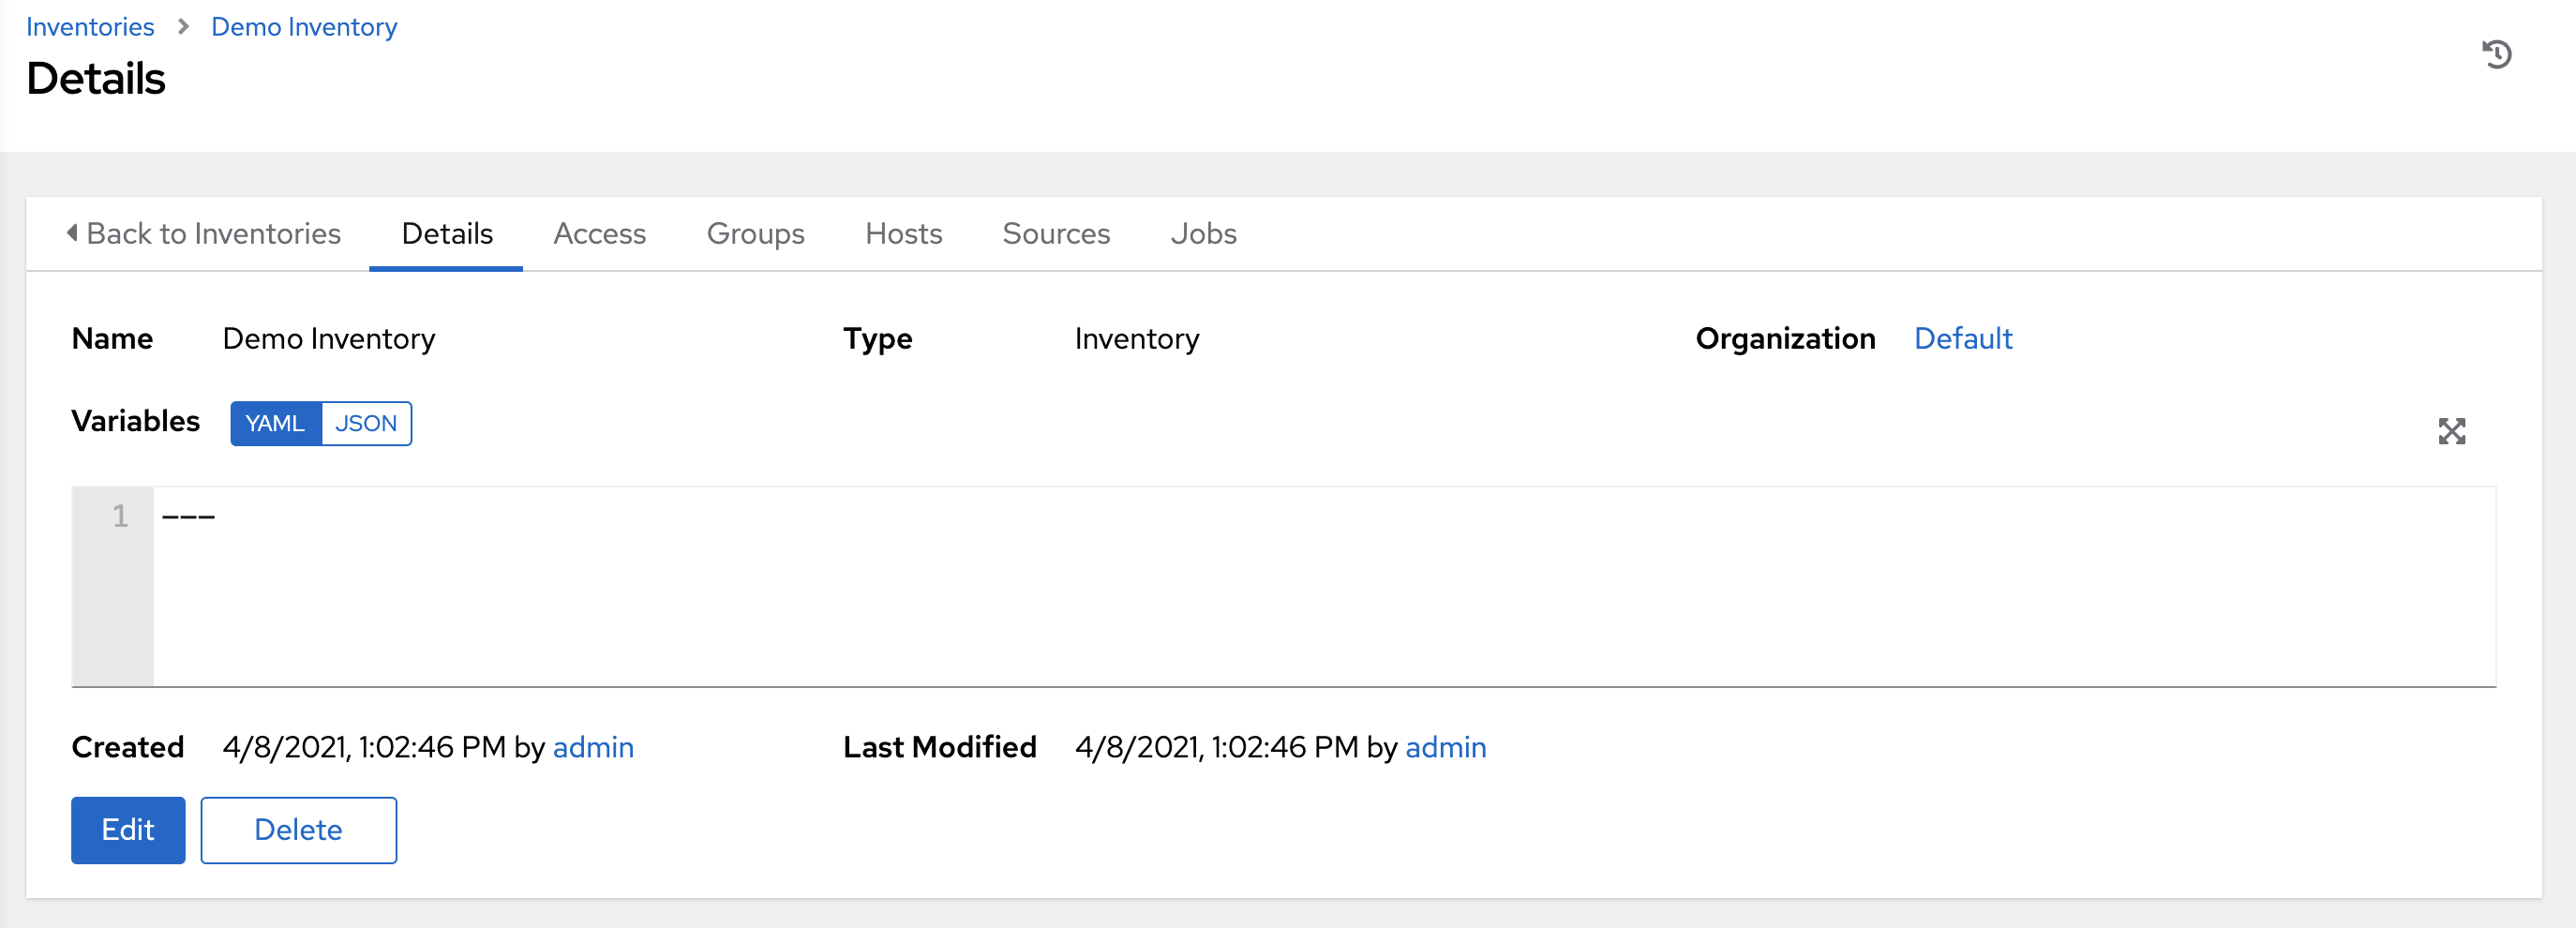 Inventories > Demo Inventory
Details
Back to Inventories Details Access Groups Hosts Sources Jobs
Name Demo Inventory Type Inventory Organization Default
Variables YAML JSON
1 ---
Created 4/8/2021, 1:02:46 PM by admin Last Modified 4/8/2021, 1:02:46 PM by admin
Edit Delete